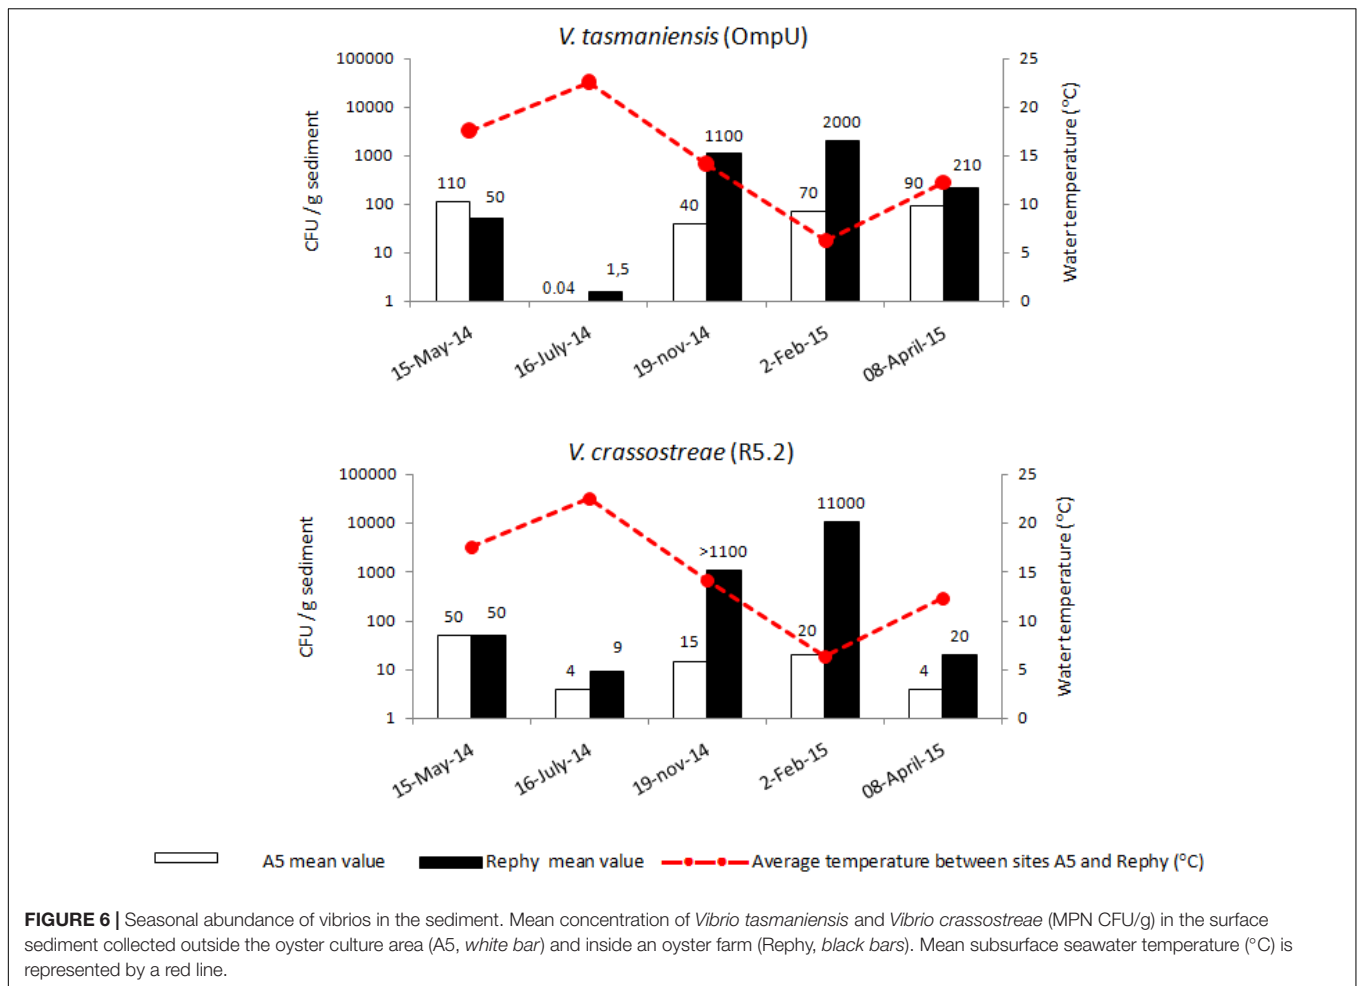 V. tasmaniensis (OmpU)
CFU /g sediment
100000
10000
1000
100
10
1
110
50
0.04
1,5
40
1100
70
2000
90
210
25
20
15
10
5
0
Water temperature (°C)
15-May-14
16-July-14
19-nov-14
2-Feb-15
08-April-15
V. crassostreae (R5.2)
CFU /g sediment
100000
10000
1000
100
10
1
50
50
4
9
15
>1100
20
11000
4
20
25
20
15
10
5
0
Water temperature (°C)
15-May-14
16-July-14
19-nov-14
2-Feb-15
08-April-15
A5 mean value
Rephy mean value
Average temperature between sites A5 and Rephy (°C)
FIGURE 6 | Seasonal abundance of vibrios in the sediment. Mean concentration of Vibrio tasmaniensis and Vibrio crassostreae (MPN CFU/g) in the surface
sediment collected outside the oyster culture area (A5, white bar) and inside an oyster farm (Rephy, black bars). Mean subsurface seawater temperature (°C) is
represented by a red line.